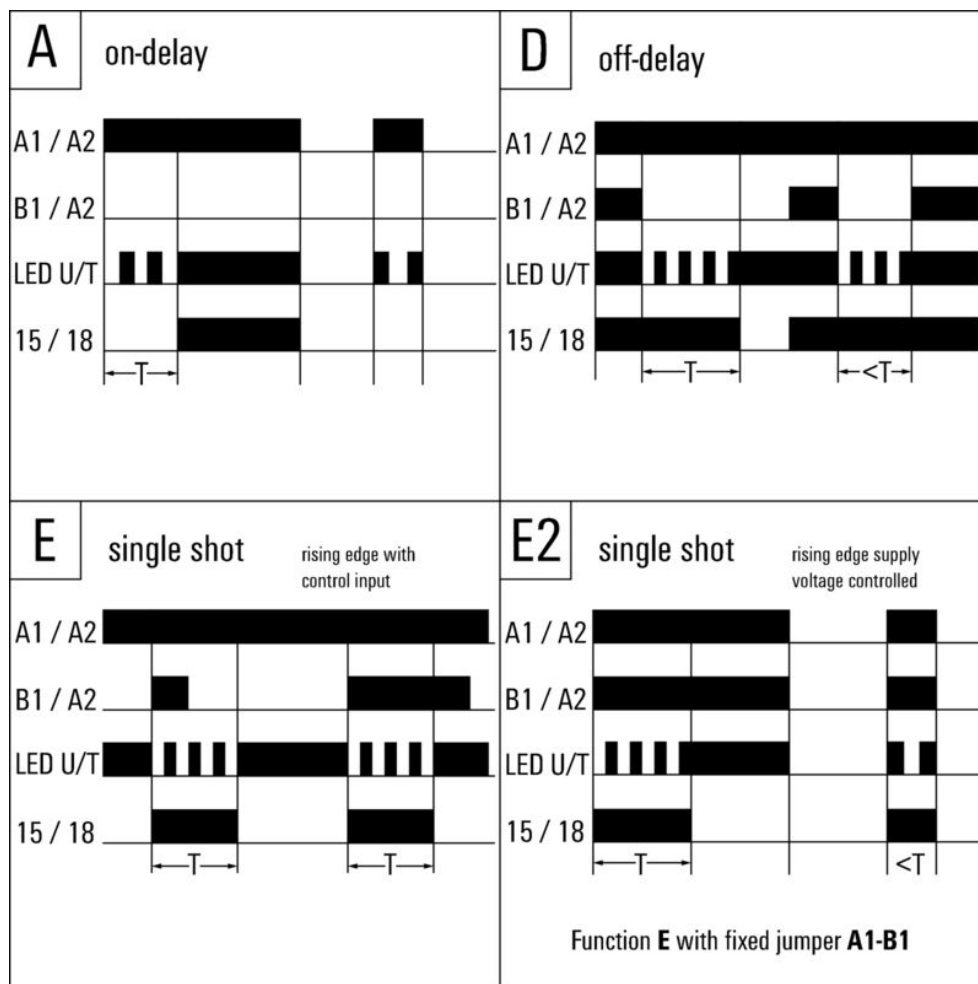 A on-delay
A1 / A2
B1 / A2
LED U/T
15 / 18
T
D off-delay
A1 / A2
B1 / A2
LED U/T
15 / 18
T <T
E single shot rising edge with
control input
A1 / A2
B1 / A2
LED U/T
15 / 18
T T
E2 single shot rising edge supply
voltage controlled
A1 / A2
B1 / A2
LED U/T
15 / 18
T <T
Function E with fixed jumper A1-B1